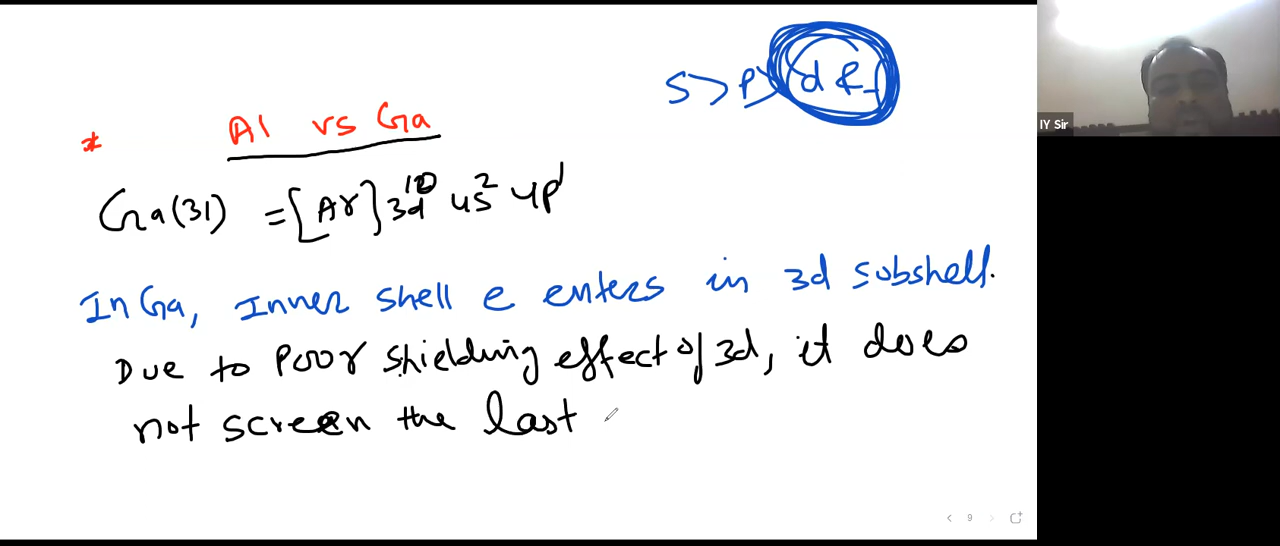 s > p > d & f
* Al vs Ga
Ga(31) = [Ar] 3d¹⁰ 4s² 4p¹
In Ga, Inner shell e enters in 3d subshell.
Due to Poor shielding effect of 3d, it does
not screen the last
IY Sir
9